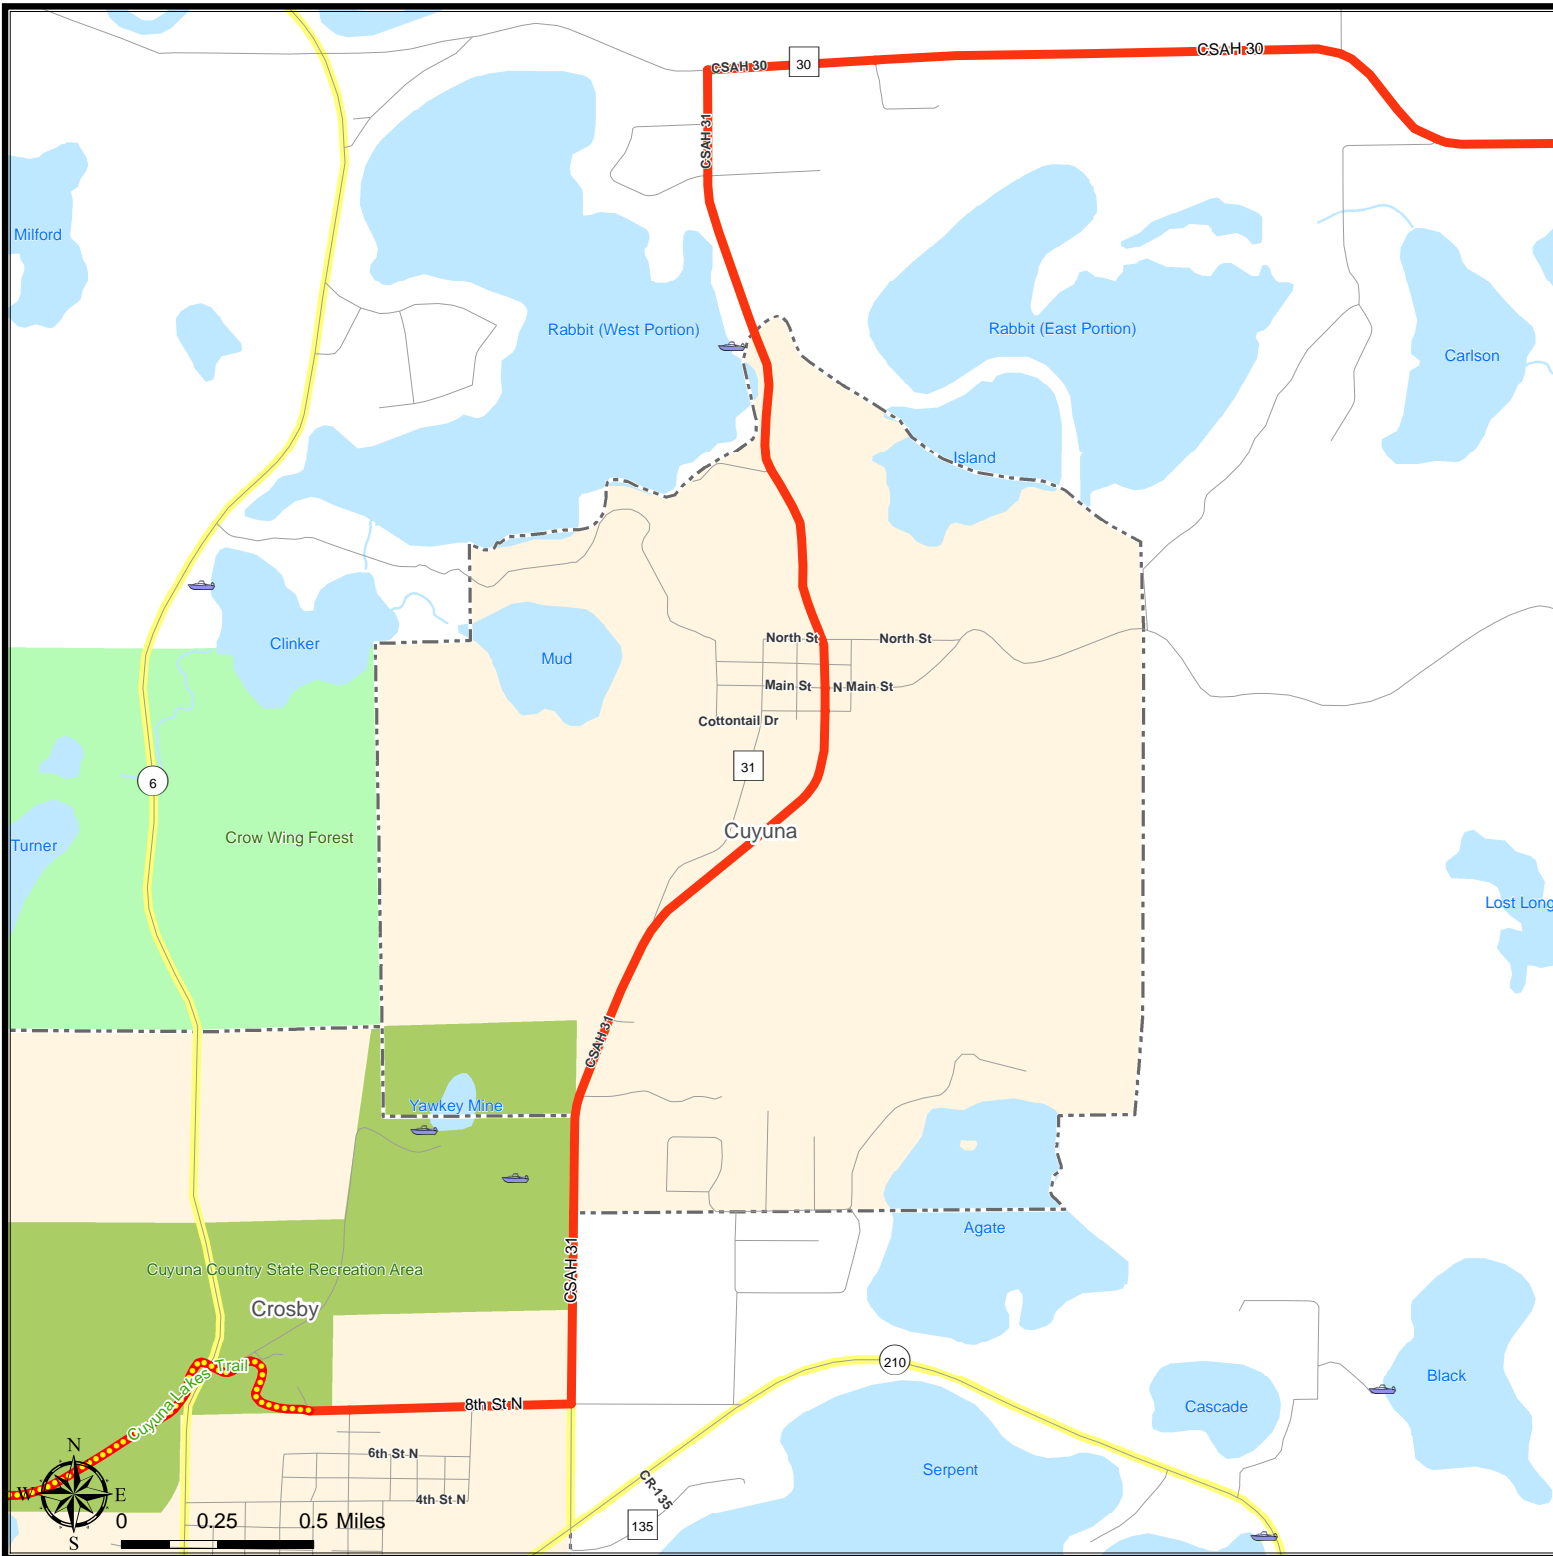 CSAH 30
30
CSAH 30
CSAH 31
Milford
Rabbit (West Portion)
Rabbit (East Portion)
Carlson
Island
Clinker
Mud
North St
North St
Main St
N Main St
Cottontail Dr
31
6
Cuyuna
Crow Wing Forest
Turner
Lost Long
CSAH 31
Yawkey Mine
Agate
CSAH 31
Cuyuna Country State Recreation Area
Crosby
Cuyuna Lakes Trail
210
Black
Cascade
8th St N
6th St N
4th St N
Serpent
CR-135
135
N
W
E
S
0 0.25 0.5 Miles